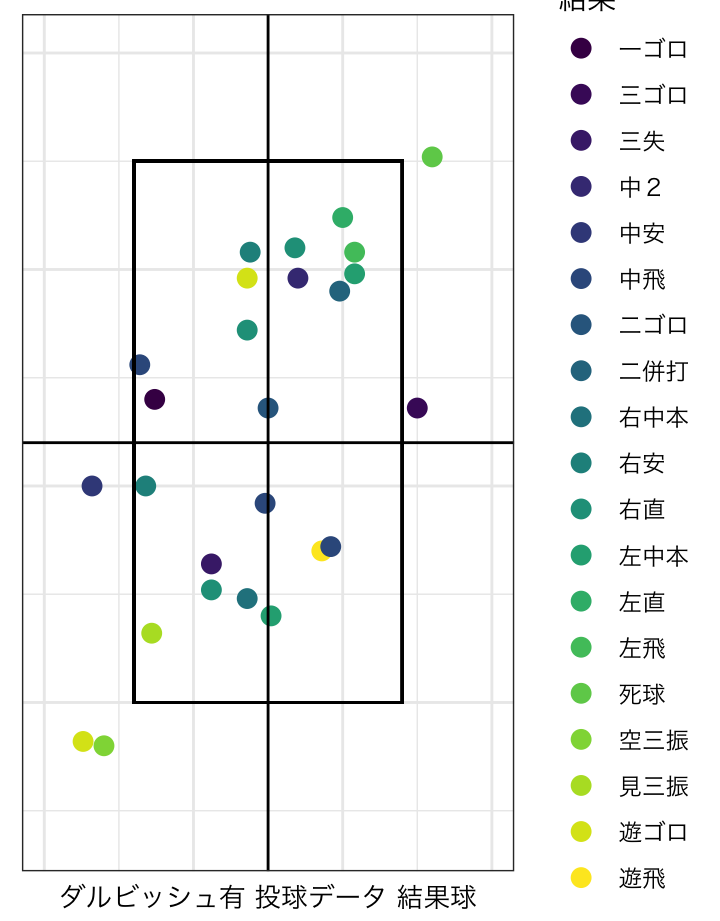 結果
一ゴロ
三ゴロ
三失
中２
中安
中飛
二ゴロ
二併打
右中本
右安
右直
左中本
左直
左飛
死球
空三振
見三振
遊ゴロ
遊飛
ダルビッシュ有 投球データ 結果球